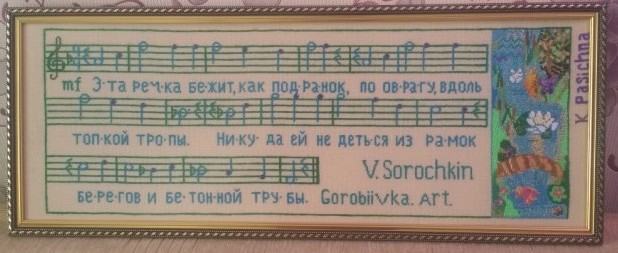 mf Э·та реч·ка бе·жит, как под·ра·нок, по ов·ра·гу, вдоль
топ·кой тро·пы. Ни·ку·да ей не деть·ся из ра·мок
бе·ре·гов и бе·тон·ной тру·бы.
V. Sorochkin
Gorobiivka. Art.
K Pasichna